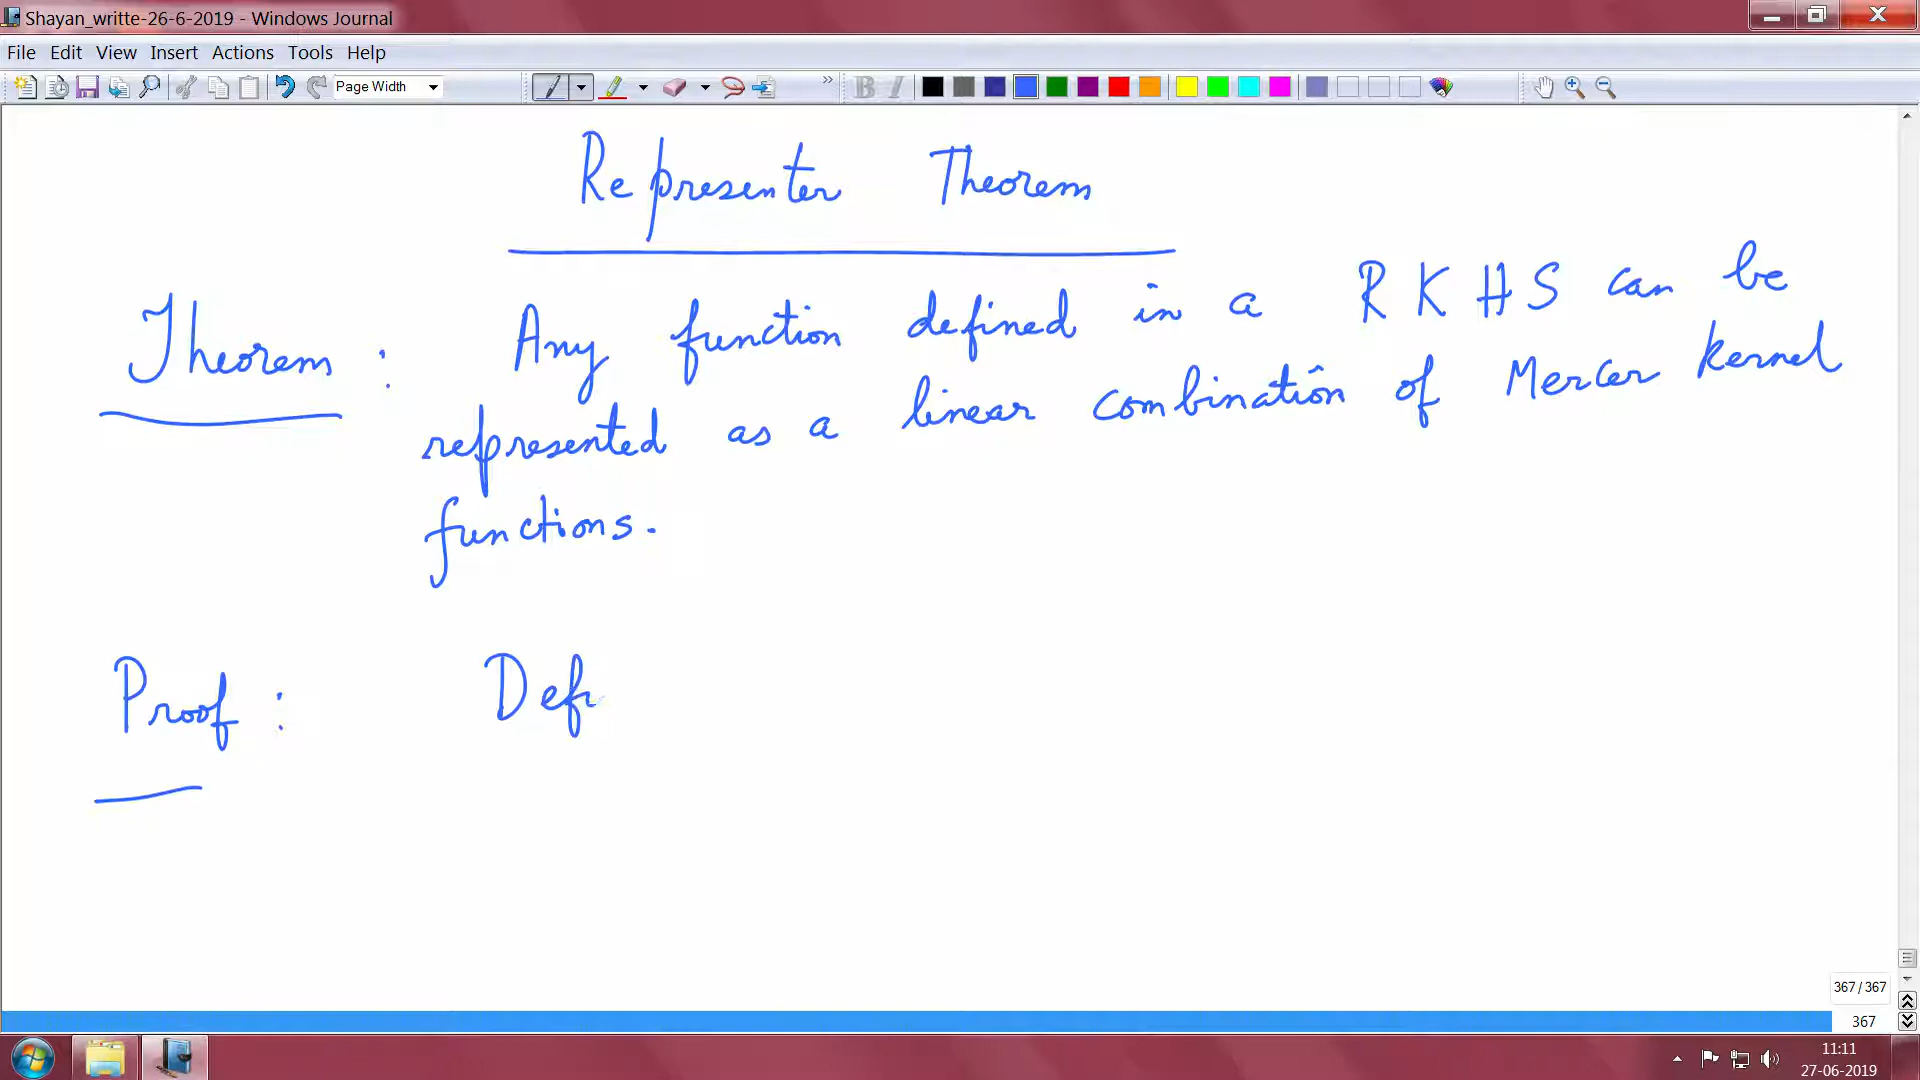 Shayan_writte-26-6-2019 - Windows Journal
File Edit View Insert Actions Tools Help
Page Width
B I
Representer Theorem
Theorem : Any function defined in a RKHS can be
represented as a linear combination of Mercer kernel
functions.
Proof : Defi
367 / 367
367
11:11
27-06-2019